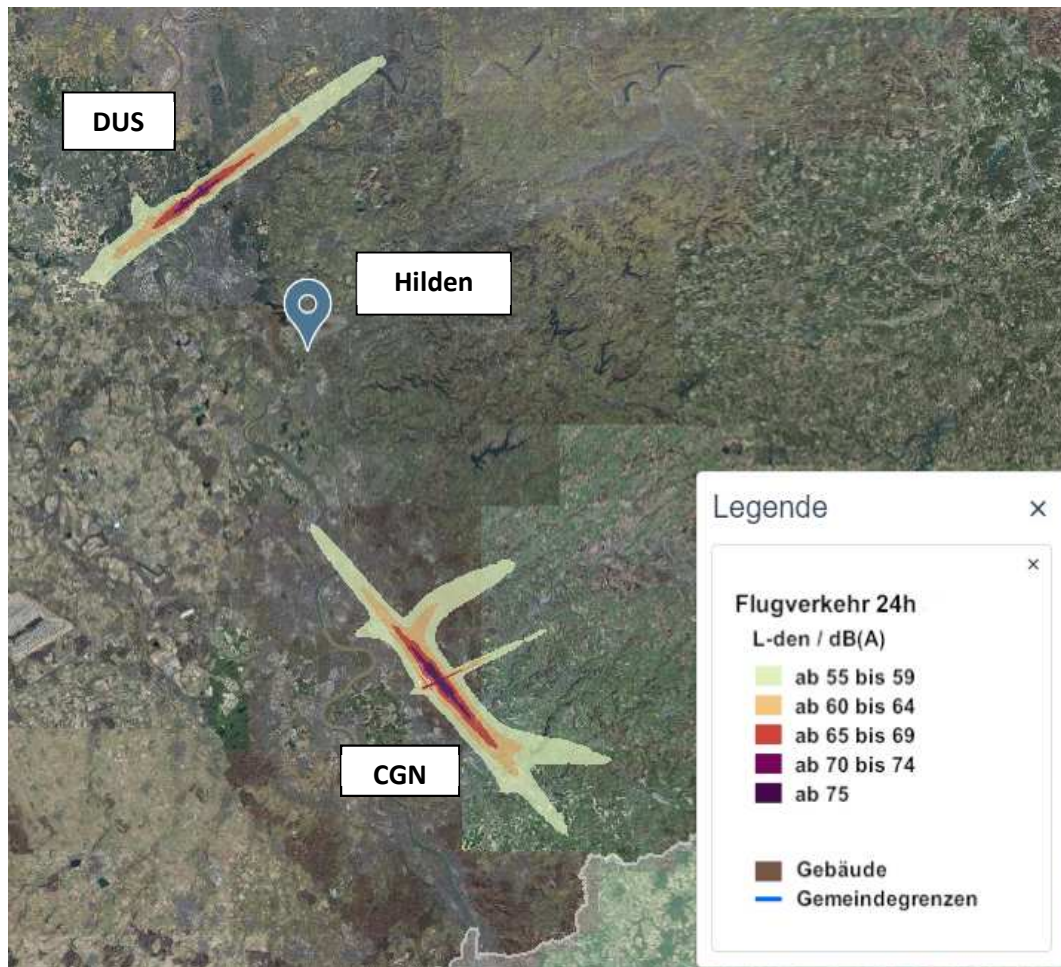 DUS
Hilden
CGN
Legende ×
×
Flugverkehr 24h
L-den / dB(A)
ab 55 bis 59
ab 60 bis 64
ab 65 bis 69
ab 70 bis 74
ab 75
Gebäude
Gemeindegrenzen